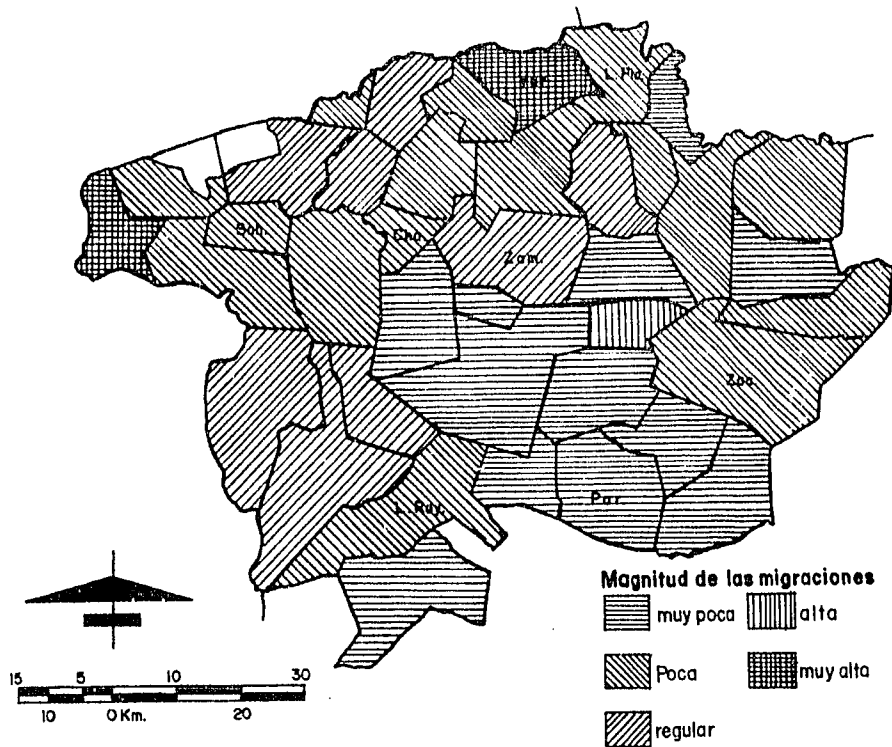 L. Pie.
Boh.
Cho.
Zam.
Zac.
Par.
L. Ruy.
Magnitud de las migraciones
muy poca
alta
Poca
muy alta
regular
15 5 10 30
10 0 Km. 20